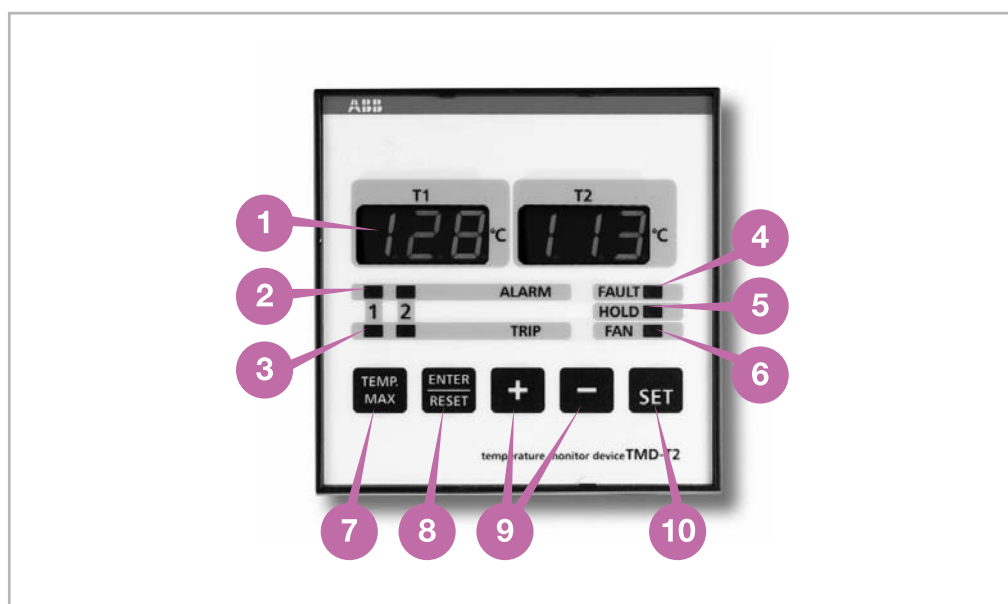 ABB
T1 T2
1 128 °C 113 °C 4
2 ALARM FAULT 5
1 2 HOLD
3 TRIP FAN 6
TEMP. MAX ENTER RESET + − SET
temperature monitor device TMD-T2
7 8 9 10